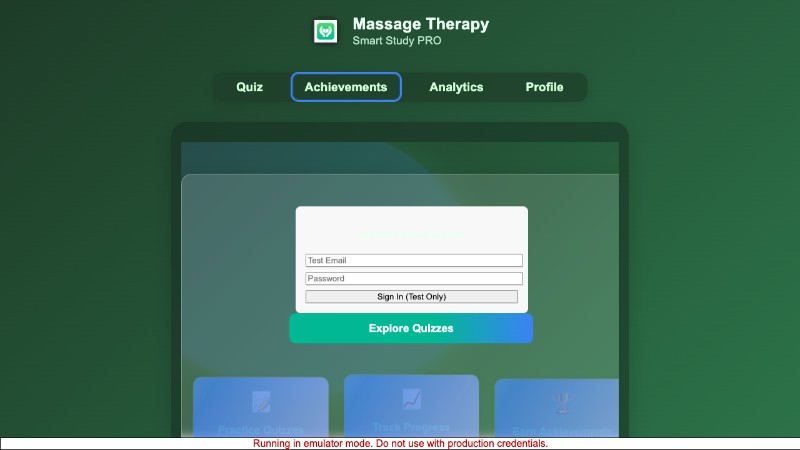 Massage Therapy
Smart Study PRO
Quiz
Achievements
Analytics
Profile
Test Email
Password
Sign In (Test Only)
Explore Quizzes
Practice Quizzes
Track Progress
Earn Achievements
Running in emulator mode. Do not use with production credentials.